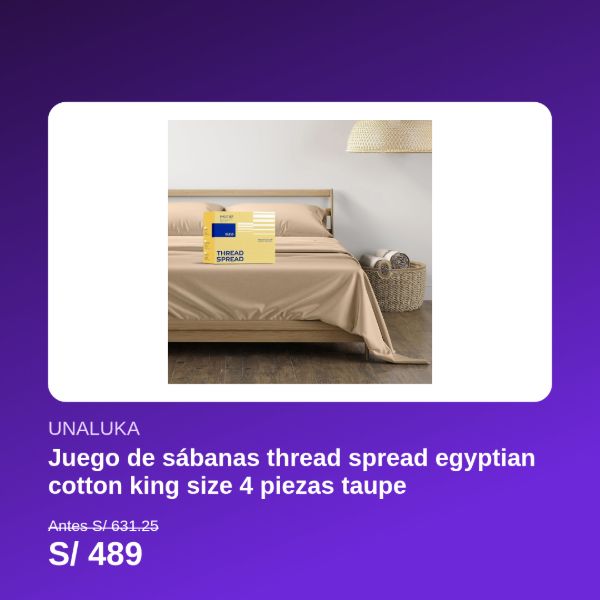 THREAD
SPREAD
UNALUKA
Juego de sábanas thread spread egyptian
cotton king size 4 piezas taupe
Antes S/ 631.25
S/ 489